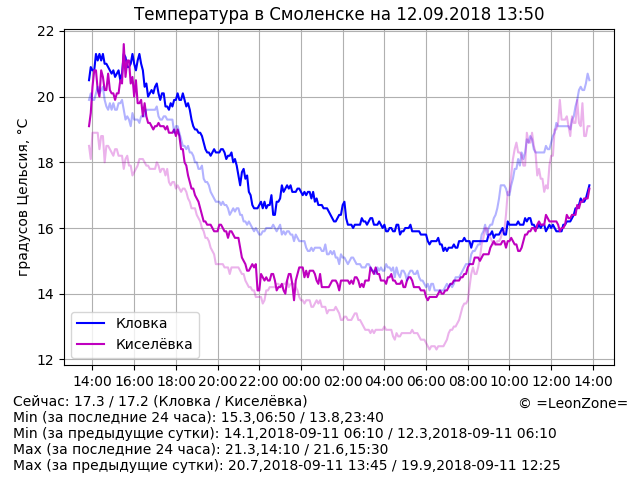 Температура в Смоленске на 12.09.2018 13:50
градусов Цельсия, °C
22
20
18
16
14
12
Кловка
Киселёвка
14:00 16:00 18:00 20:00 22:00 00:00 02:00 04:00 06:00 08:00 10:00 12:00 14:00
Сейчас: 17.3 / 17.2 (Кловка / Киселёвка)
© =LeonZone=
Min (за последние 24 часа): 15.3,06:50 / 13.8,23:40
Min (за предыдущие сутки): 14.1,2018-09-11 06:10 / 12.3,2018-09-11 06:10
Max (за последние 24 часа): 21.3,14:10 / 21.6,15:30
Max (за предыдущие сутки): 20.7,2018-09-11 13:45 / 19.9,2018-09-11 12:25